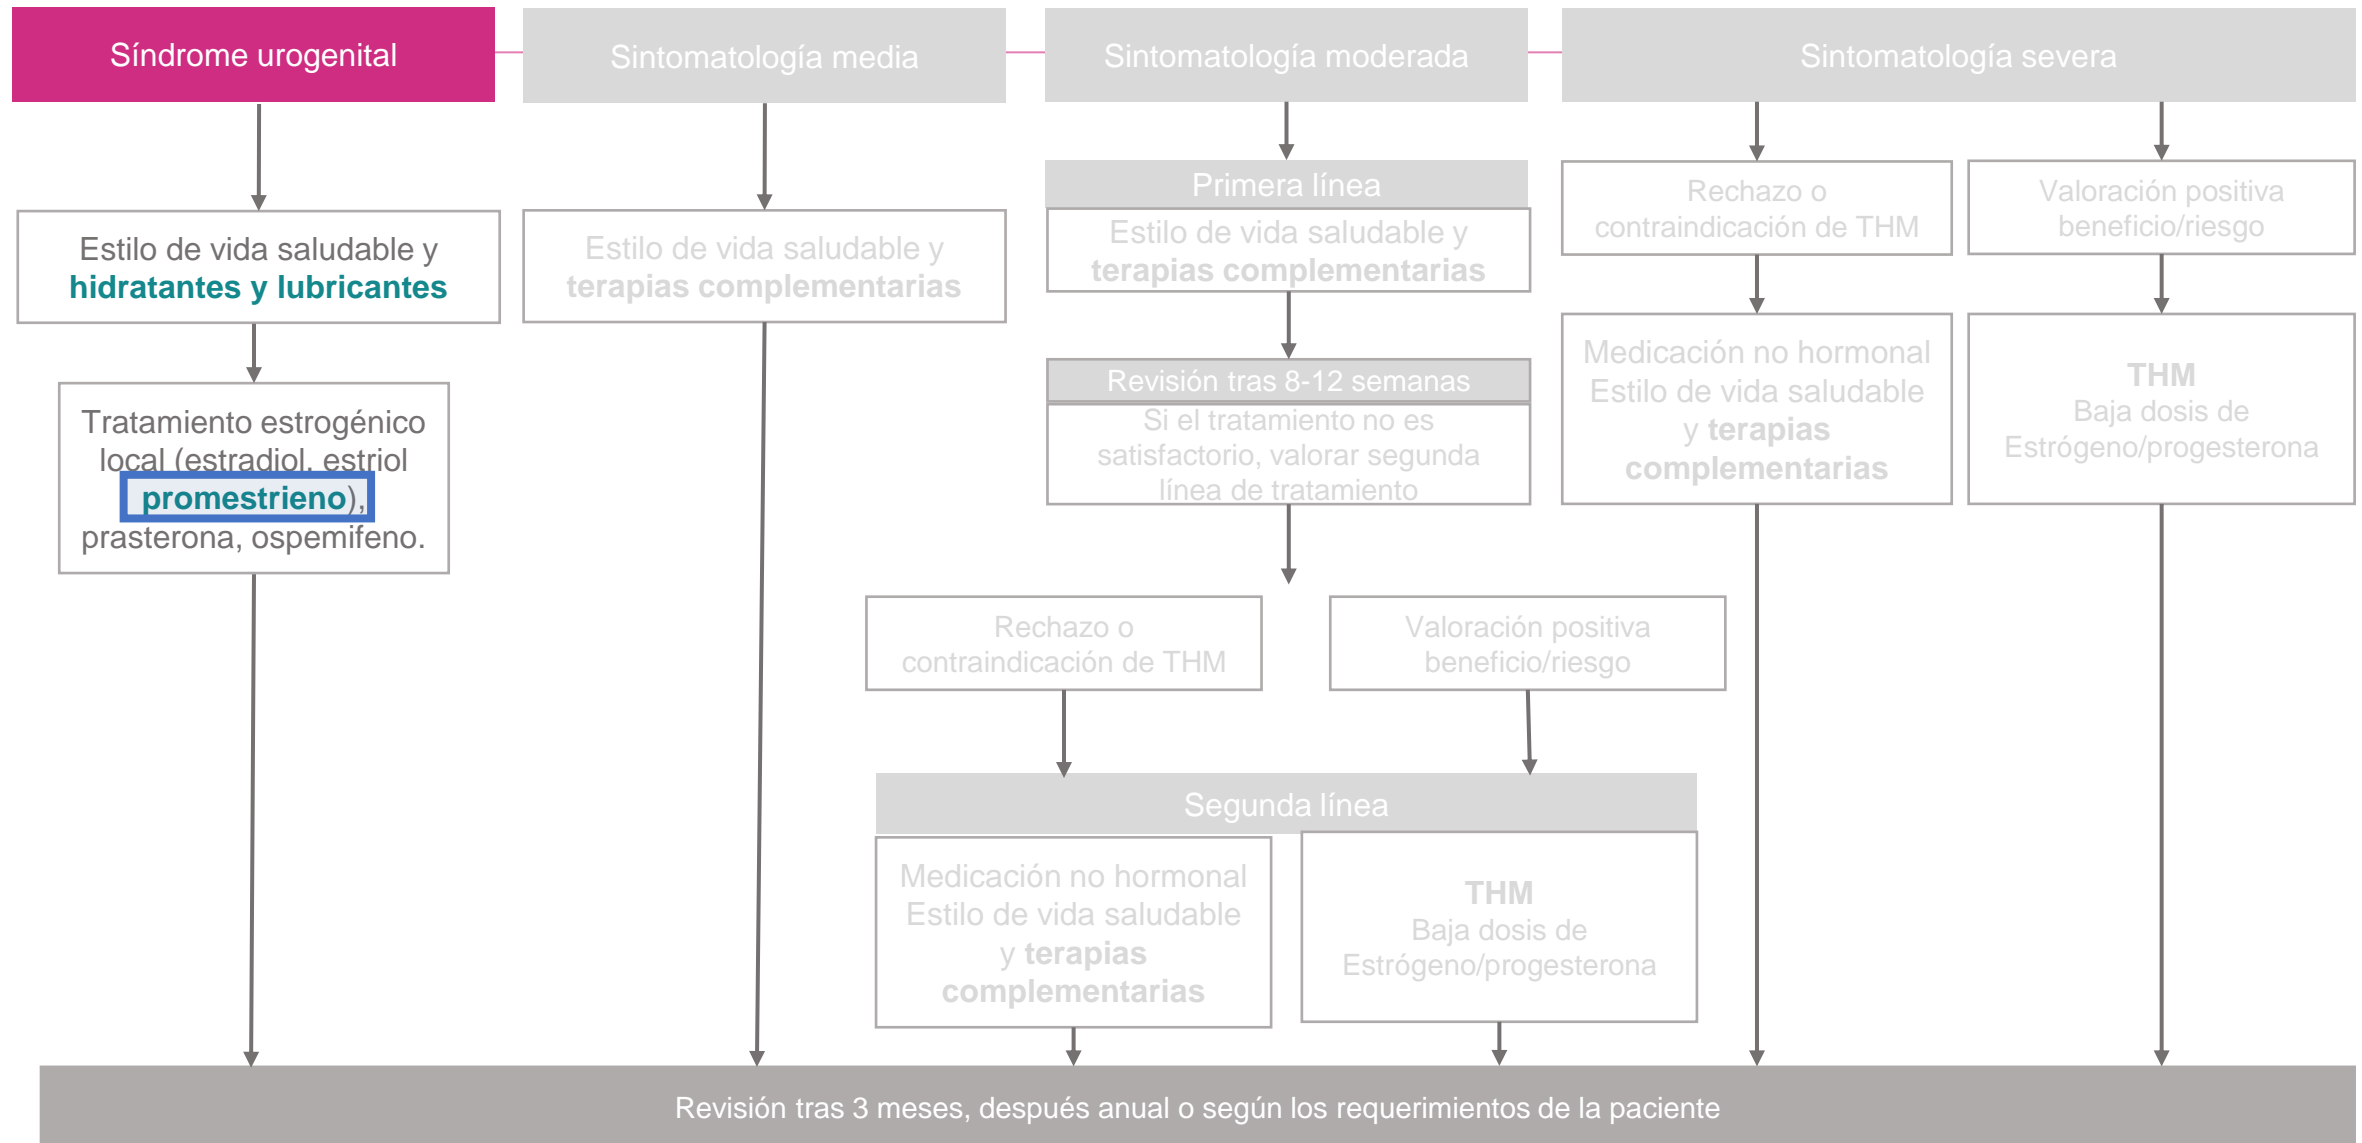 Síndrome urogenital
Sintomatología media
Sintomatología moderada
Sintomatología severa
Estilo de vida saludable y
hidratantes y lubricantes
Tratamiento estrogénico
local (estradiol, estriol
promestrieno),
prasterona, ospemifeno.
Estilo de vida saludable y
terapias complementarias
Primera línea
Estilo de vida saludable y
terapias complementarias
Revisión tras 8-12 semanas
Si el tratamiento no es
satisfactorio, valorar segunda
línea de tratamiento
Rechazo o
contraindicación de THM
Valoración positiva
beneficio/riesgo
Segunda línea
Medicación no hormonal
Estilo de vida saludable
y terapias
complementarias
THM
Baja dosis de
Estrógeno/progesterona
Rechazo o
contraindicación de THM
Medicación no hormonal
Estilo de vida saludable
y terapias
complementarias
Valoración positiva
beneficio/riesgo
THM
Baja dosis de
Estrógeno/progesterona
Revisión tras 3 meses, después anual o según los requerimientos de la paciente